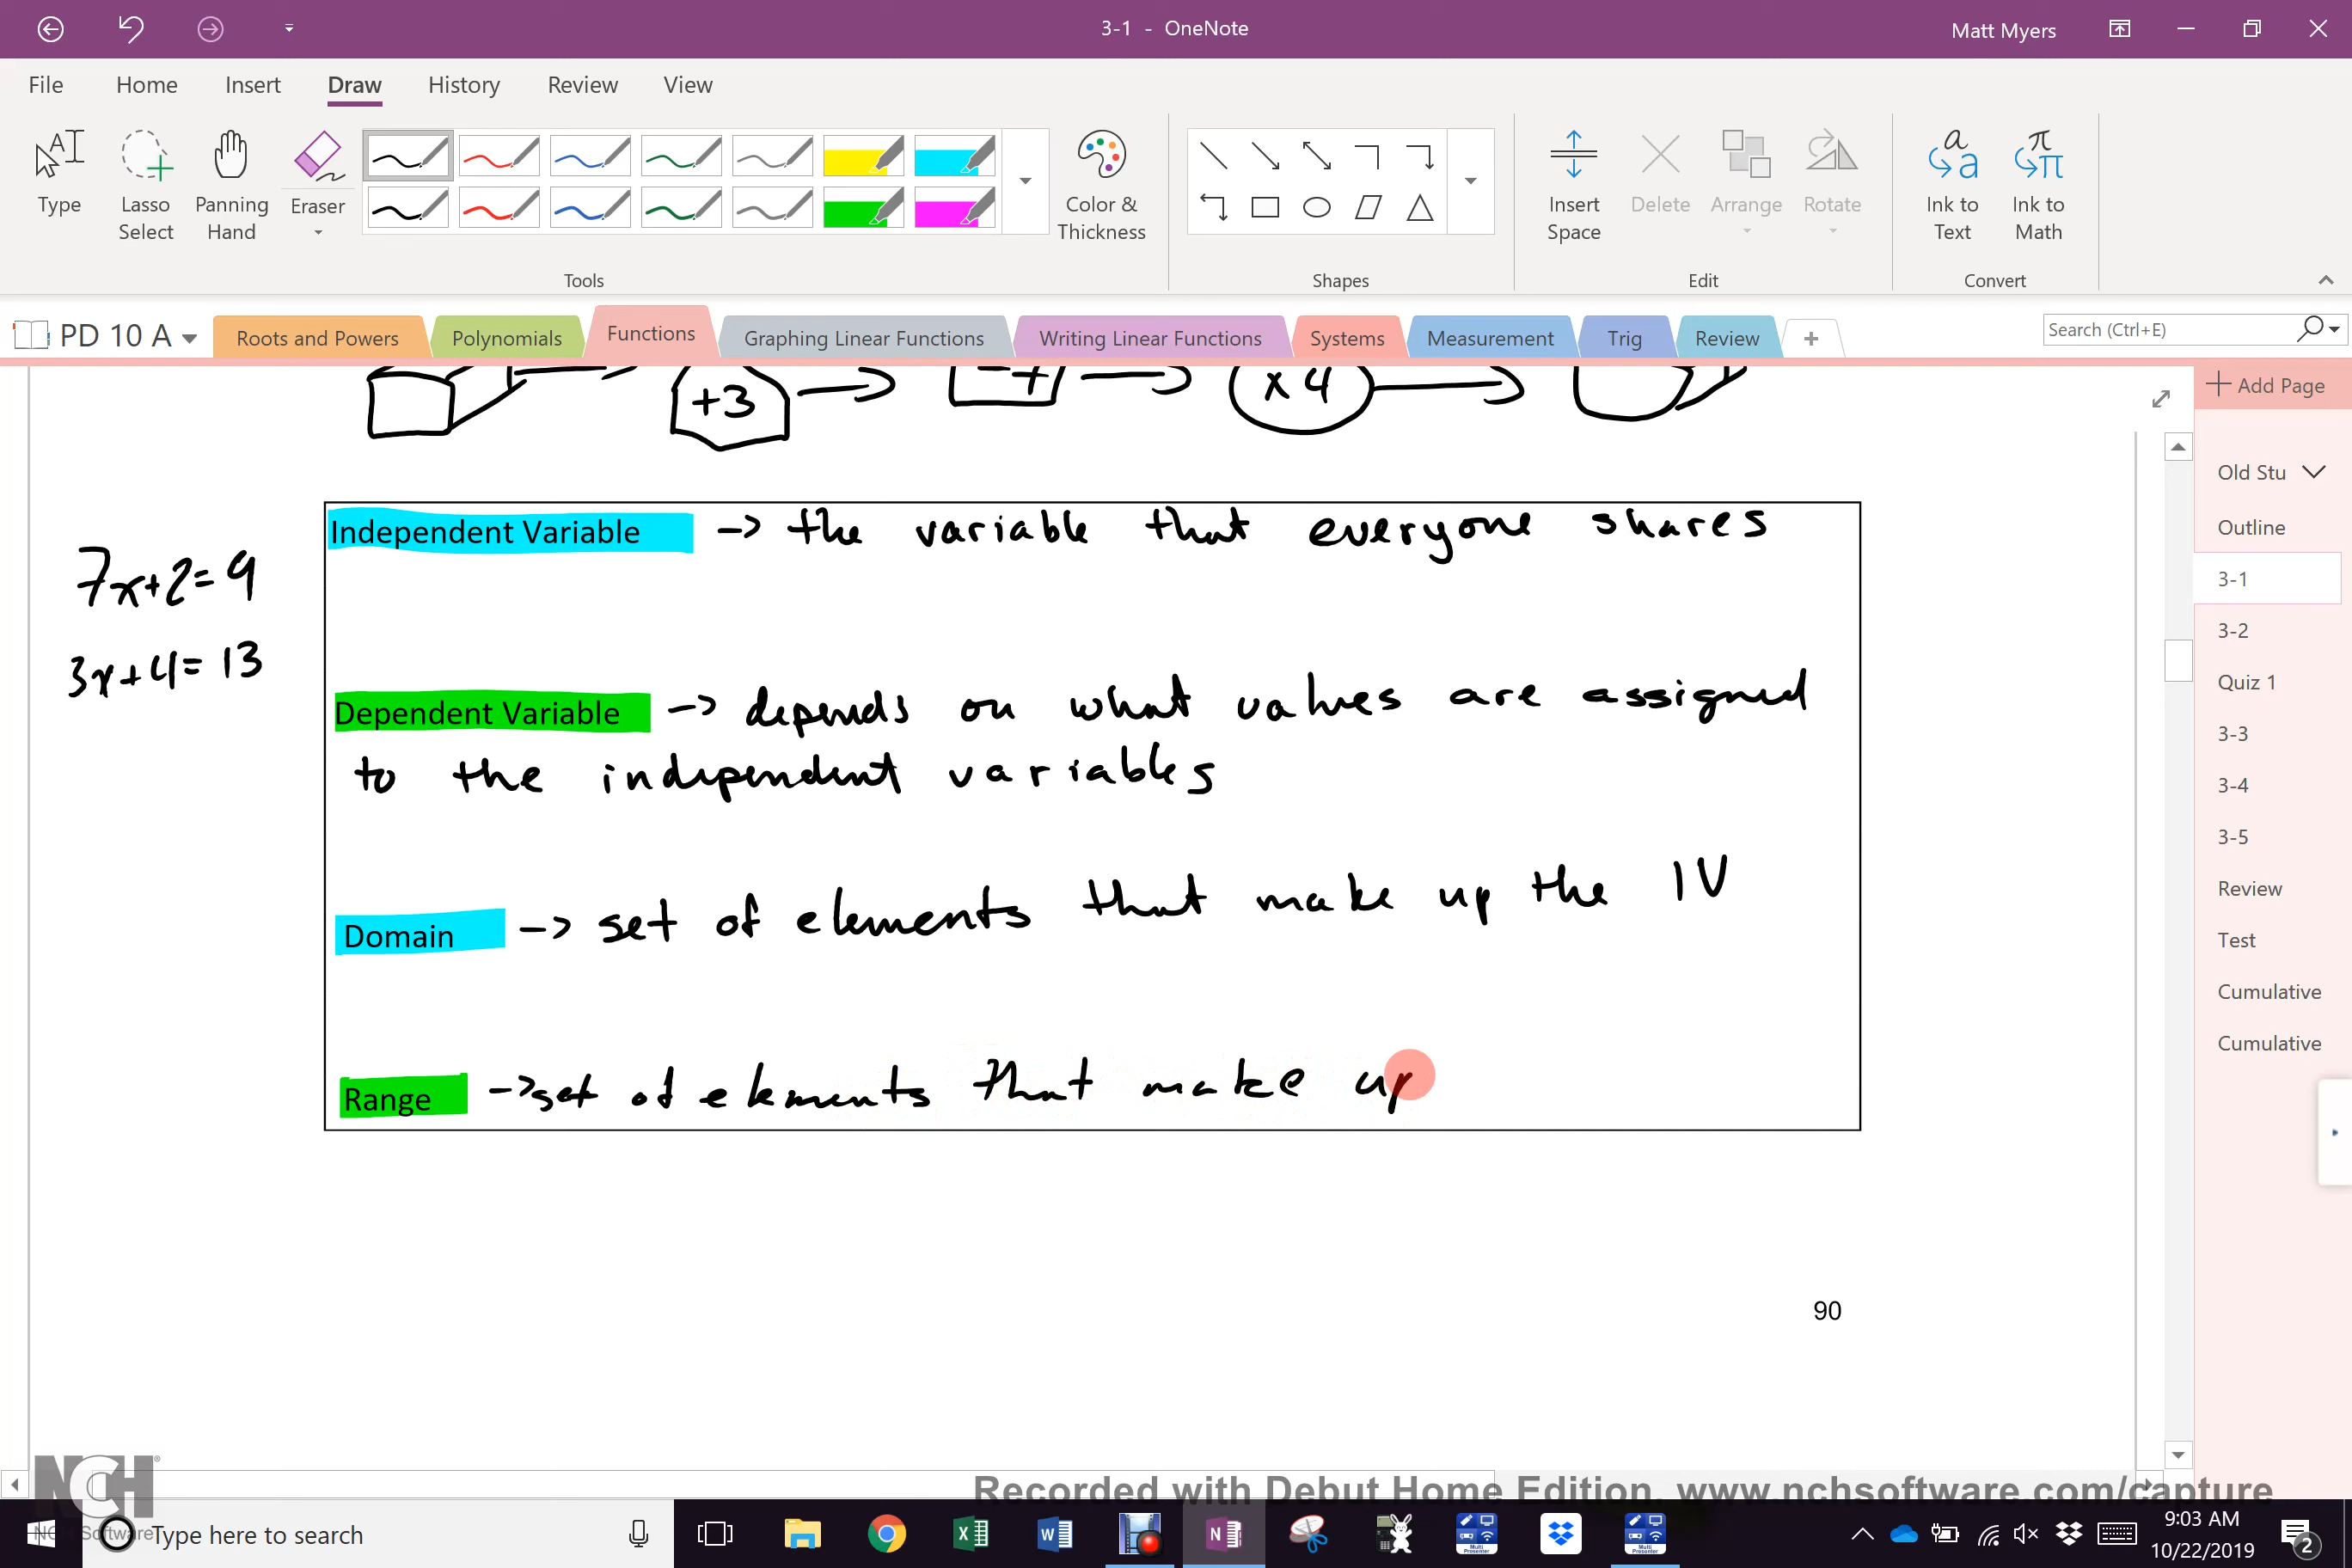 3-1 - OneNote
Matt Myers
File Home Insert Draw History Review View
Type
Lasso Select
Panning Hand
Eraser
Color & Thickness
Insert Space
Delete
Arrange
Rotate
Ink to Text
Ink to Math
Tools
Shapes
Edit
Convert
PD 10 A
Roots and Powers
Polynomials
Functions
Graphing Linear Functions
Writing Linear Functions
Systems
Measurement
Trig
Review
+
Search (Ctrl+E)
Add Page
Old Stu
Outline
3-1
3-2
Quiz 1
3-3
3-4
3-5
Review
Test
Cumulative
Cumulative
+3
x 4
7x+2=9
3x+4=13
Independent Variable -> the variable that everyone shares
Dependent Variable -> depends on what values are assigned
to the independent variables
Domain -> set of elements that make up the IV
Range -> set of elements that make up
90
NCH
NCH Software
Recorded with Debut Home Edition. www.nchsoftware.com/capture
Type here to search
9:03 AM
10/22/2019
2